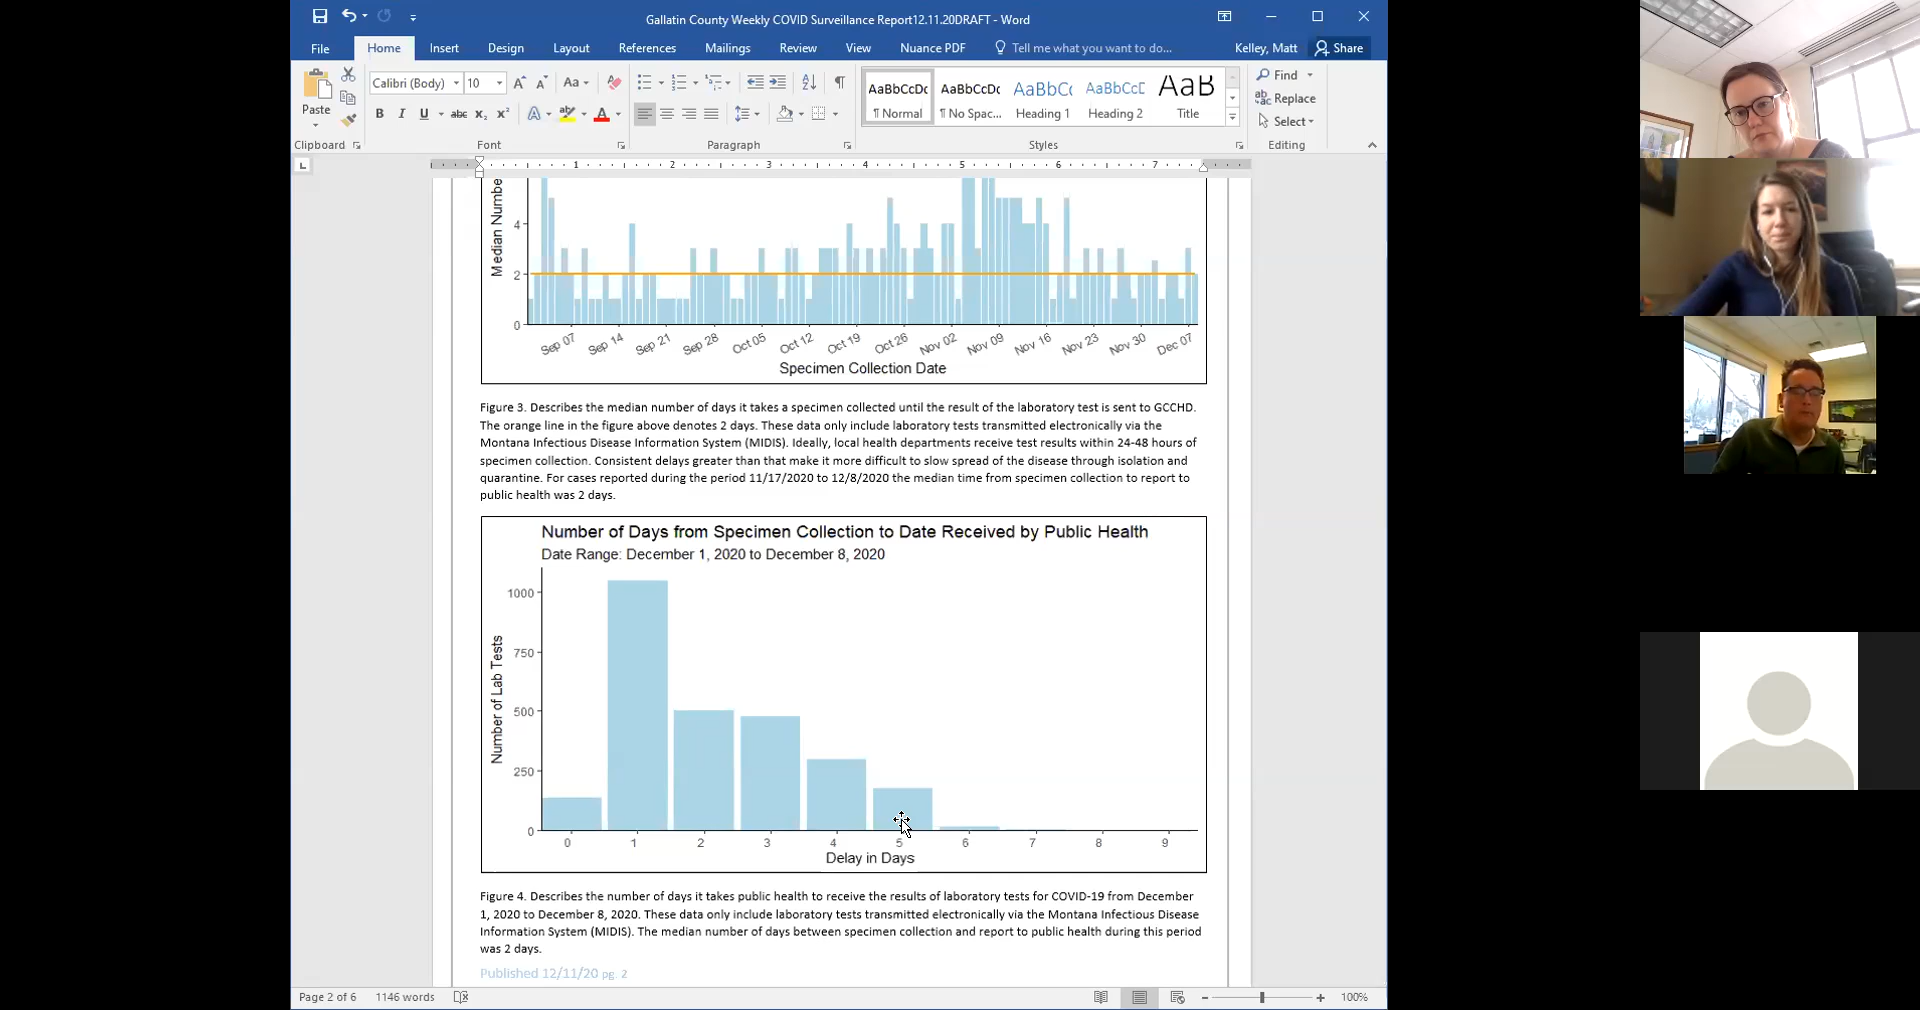 Gallatin County Weekly COVID Surveillance Report12.11.20DRAFT - Word
File Home Insert Design Layout References Mailings Review View Nuance PDF Tell me what you want to do... Kelley, Matt Share
Paste
Calibri (Body) 10 Aa
B I U abc x₂ x² A A
AaBbCcDc AaBbCcDc AaBbCc AaBbCcD AaB
¶ Normal ¶ No Spac... Heading 1 Heading 2 Title
Find
Replace
Select
Clipboard Font Paragraph Styles Editing
1 2 3 4 5 6 7
Median Numbe
4
2
0
Sep 07 Sep 14 Sep 21 Sep 28 Oct 05 Oct 12 Oct 19 Oct 26 Nov 02 Nov 09 Nov 16 Nov 23 Nov 30 Dec 07
Specimen Collection Date
Figure 3. Describes the median number of days it takes a specimen collected until the result of the laboratory test is sent to GCCHD.
The orange line in the figure above denotes 2 days. These data only include laboratory tests transmitted electronically via the
Montana Infectious Disease Information System (MIDIS). Ideally, local health departments receive test results within 24-48 hours of
specimen collection. Consistent delays greater than that make it more difficult to slow spread of the disease through isolation and
quarantine. For cases reported during the period 11/17/2020 to 12/8/2020 the median time from specimen collection to report to
public health was 2 days.
Number of Days from Specimen Collection to Date Received by Public Health
Date Range: December 1, 2020 to December 8, 2020
Number of Lab Tests
1000
750
500
250
0
0 1 2 3 4 5 6 7 8 9
Delay in Days
Figure 4. Describes the number of days it takes public health to receive the results of laboratory tests for COVID-19 from December
1, 2020 to December 8, 2020. These data only include laboratory tests transmitted electronically via the Montana Infectious Disease
Information System (MIDIS). The median number of days between specimen collection and report to public health during this period
was 2 days.
Published 12/11/20 pg. 2
Page 2 of 6 1146 words 100%